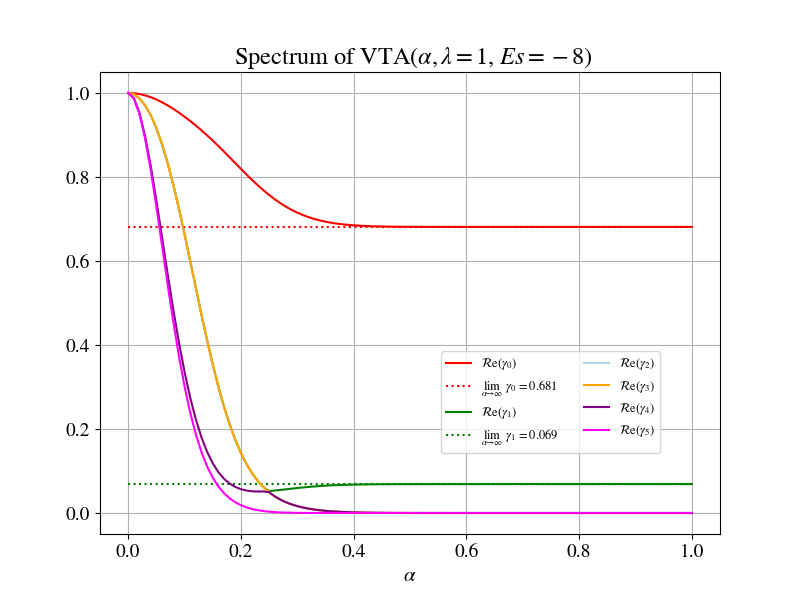 Spectrum of VTA(α, λ = 1, Es = −8)
1.0
0.8
0.6
0.4
0.2
0.0
0.0 0.2 0.4 0.6 0.8 1.0
α
ℛe(γ₀)
lim α→∞ γ₀ = 0.681
ℛe(γ₁)
lim α→∞ γ₁ = 0.069
ℛe(γ₂)
ℛe(γ₃)
ℛe(γ₄)
ℛe(γ₅)